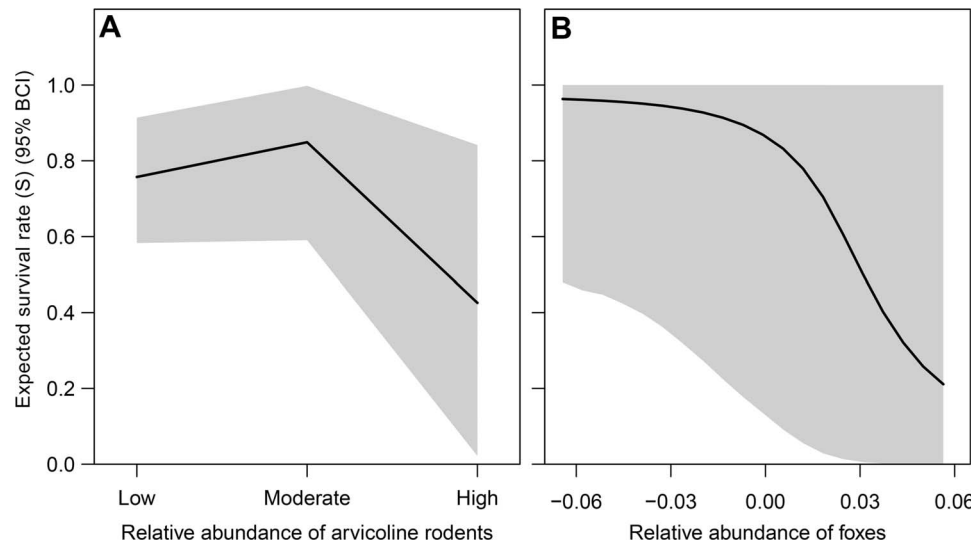 A
B
Expected survival rate (S) (95% BCI)
1.0
0.8
0.6
0.4
0.2
0.0
Low Moderate High
−0.06 −0.03 0.00 0.03 0.06
Relative abundance of arvicoline rodents
Relative abundance of foxes